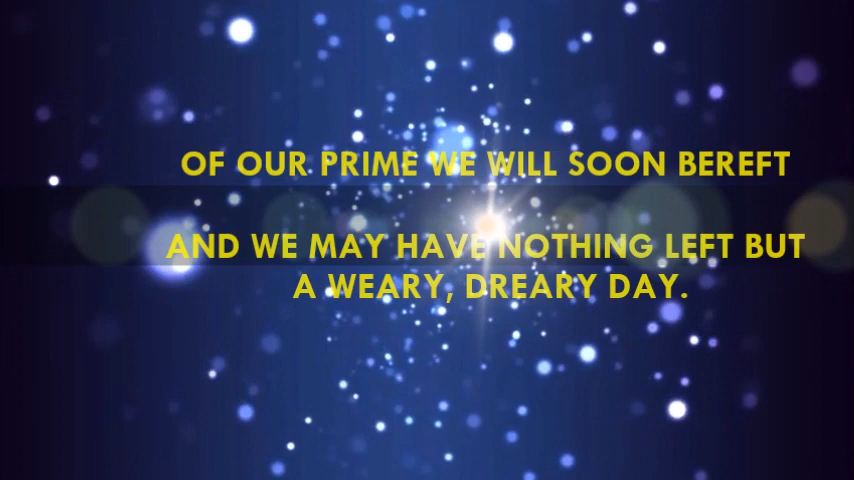 OF OUR PRIME WE WILL SOON BEREFT
AND WE MAY HAVE NOTHING LEFT BUT
A WEARY, DREARY DAY.